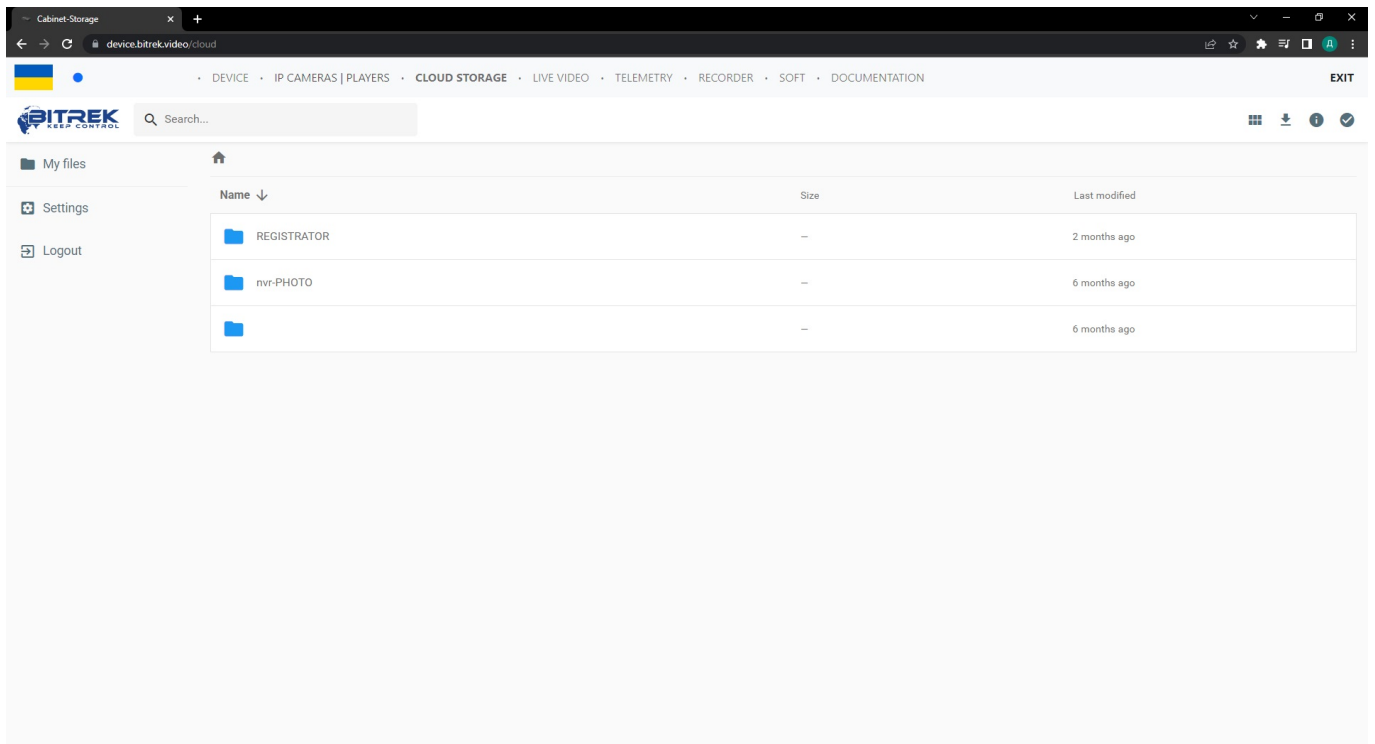 Cabinet-Storage
device.bitrek.video/cloud
Д
DEVICE · IP CAMERAS | PLAYERS · CLOUD STORAGE · LIVE VIDEO · TELEMETRY · RECORDER · SOFT · DOCUMENTATION
EXIT
BITREK
KEEP CONTROL
Search...
My files
Settings
Logout
Name Size Last modified
REGISTRATOR – 2 months ago
nvr-PHOTO – 6 months ago
– 6 months ago